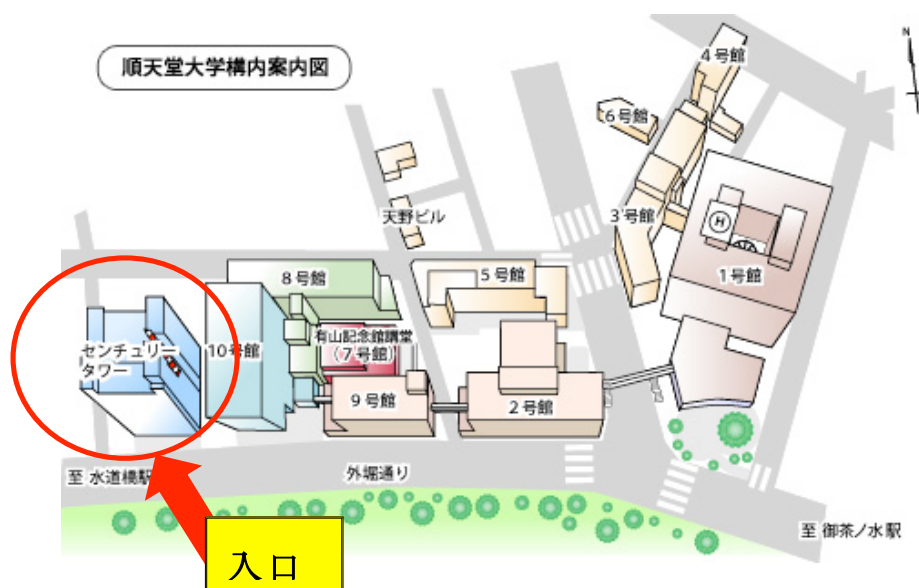 順天堂大学構内案内図
N
4号館
6号館
3号館
天野ビル
H
1号館
8号館
5号館
センチュリー
タワー
10号館
有山記念館講堂
(7号館)
9号館
2号館
至 水道橋駅
外堀通り
至 御茶ノ水駅
入口